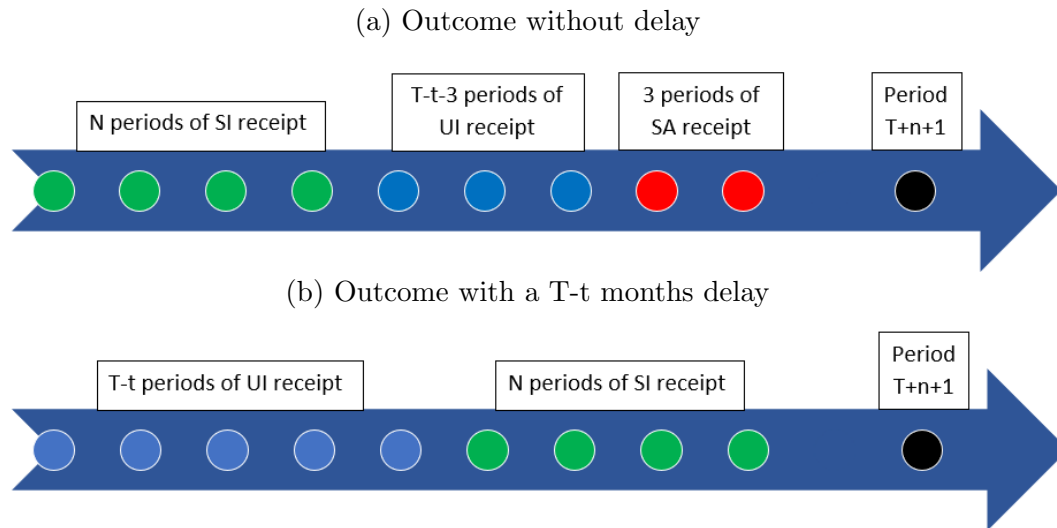 (a) Outcome without delay
N periods of SI receipt
T-t-3 periods of
UI receipt
3 periods of
SA receipt
Period
T+n+1
(b) Outcome with a T-t months delay
T-t periods of UI receipt
N periods of SI receipt
Period
T+n+1